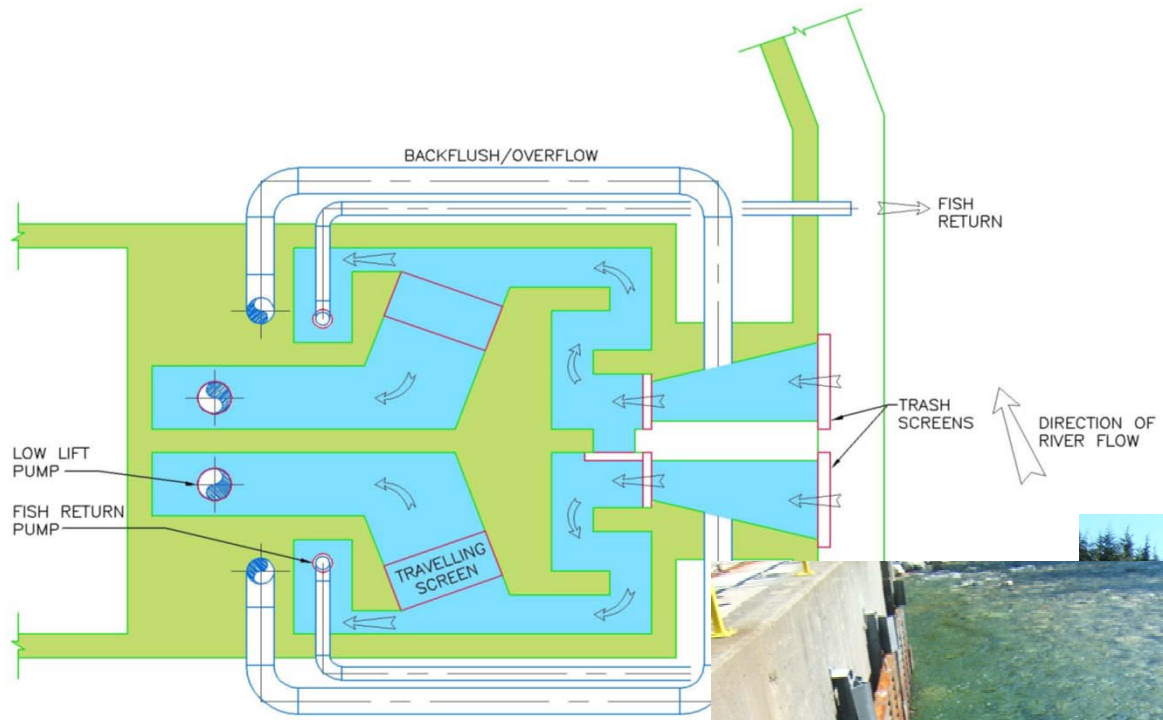 BACKFLUSH/OVERFLOW
FISH
RETURN
TRASH
SCREENS
DIRECTION OF
RIVER FLOW
LOW LIFT
PUMP
FISH RETURN
PUMP
TRAVELLING
SCREEN